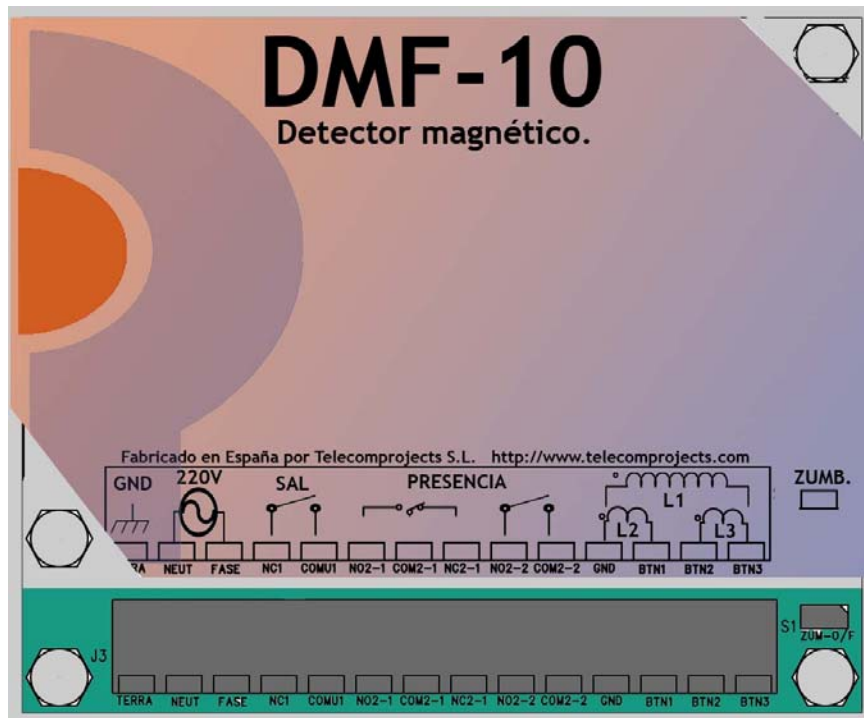 DMF-10
Detector magnético.
Fabricado en España por Telecomprojects S.L. http://www.telecomprojects.com
GND 220V SAL PRESENCIA L1 ZUMB.
L2 L3
RRA NEUT FASE NC1 COMU1 NO2-1 COM2-1 NC2-1 NO2-2 COM2-2 GND BTN1 BTN2 BTN3
S1
ZUM-O/F
J3
TERRA NEUT FASE NC1 COMU1 NO2-1 COM2-1 NC2-1 NO2-2 COM2-2 GND BTN1 BTN2 BTN3